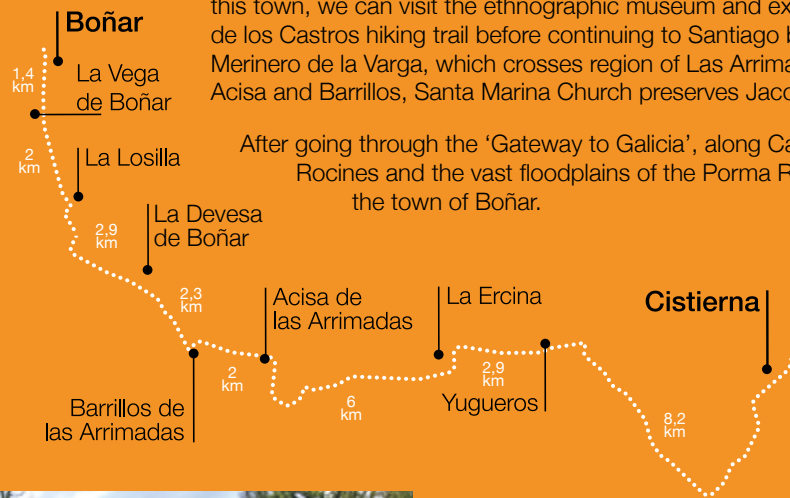 this town, we can visit the ethnographic museum and
de los Castros hiking trail before continuing to Santiago
Merinero de la Varga, which crosses region of Las
Acisa and Barrillos, Santa Marina Church preserves
After going through the ‘Gateway to Galicia’, along
Rocines and the vast floodplains of the Porma
the town of Boñar.
Boñar
1,4
km
La Vega
de Boñar
2
km
La Losilla
2,9
km
La Devesa
de Boñar
2,3
km
Barrillos de
las Arrimadas
2
km
Acisa de
las Arrimadas
6
km
La Ercina
2,9
km
Yugueros
8,2
km
Cistierna